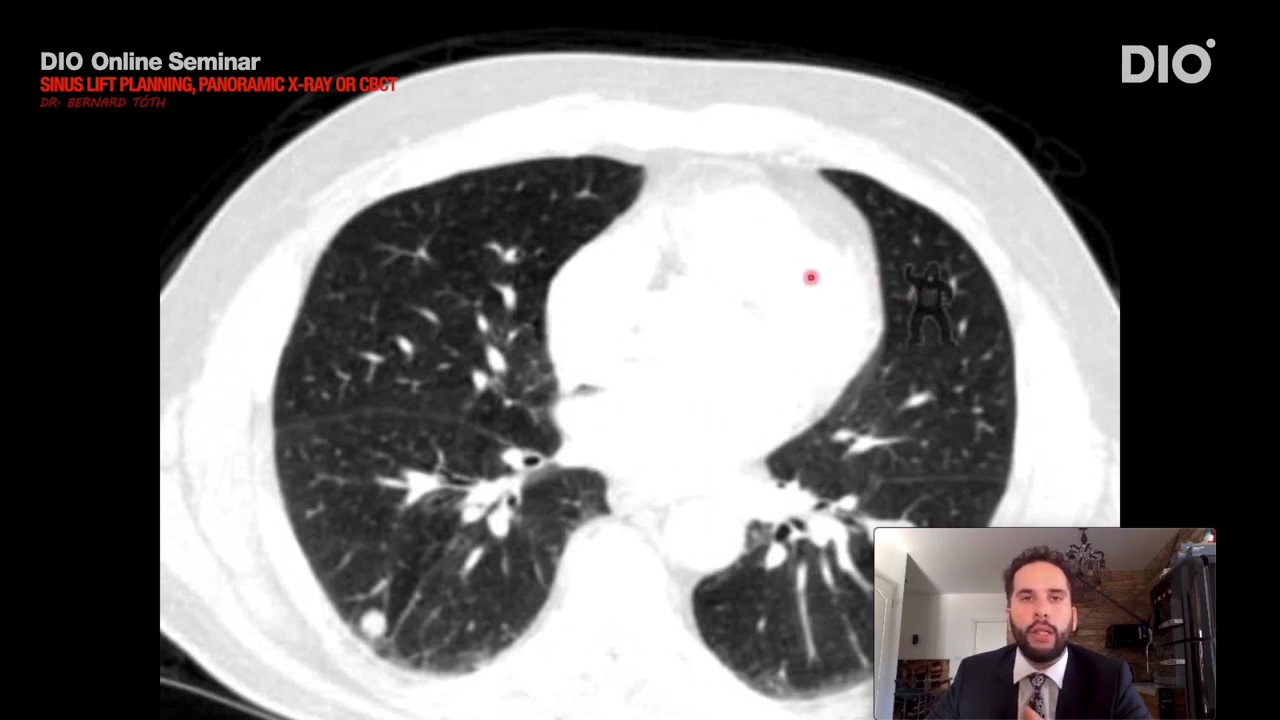 DIO Online Seminar
SINUS LIFT PLANNING, PANORAMIC X-RAY OR CBCT
DR. BERNARD TÓTH
DIO